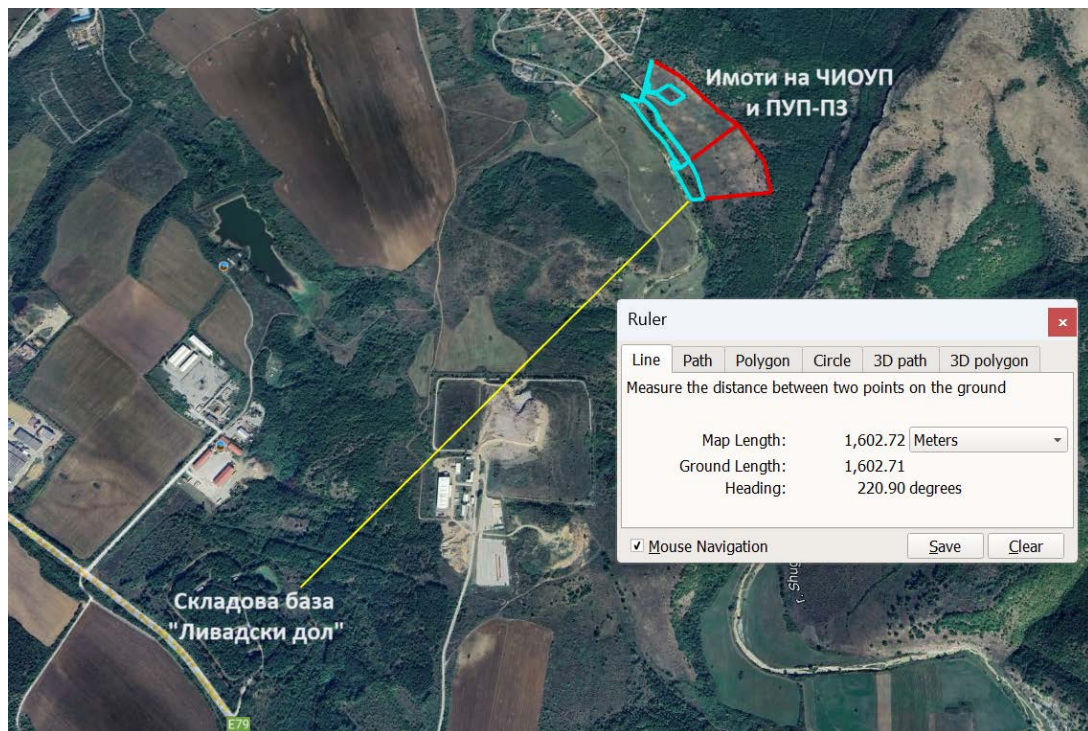 Имоти на ЧИОУП
и ПУП-ПЗ
Ruler
Line Path Polygon Circle 3D path 3D polygon
Measure the distance between two points on the ground
Map Length: 1,602.72 Meters
Ground Length: 1,602.71
Heading: 220.90 degrees
Mouse Navigation Save Clear
Складова база
"Ливадски дол"
E79